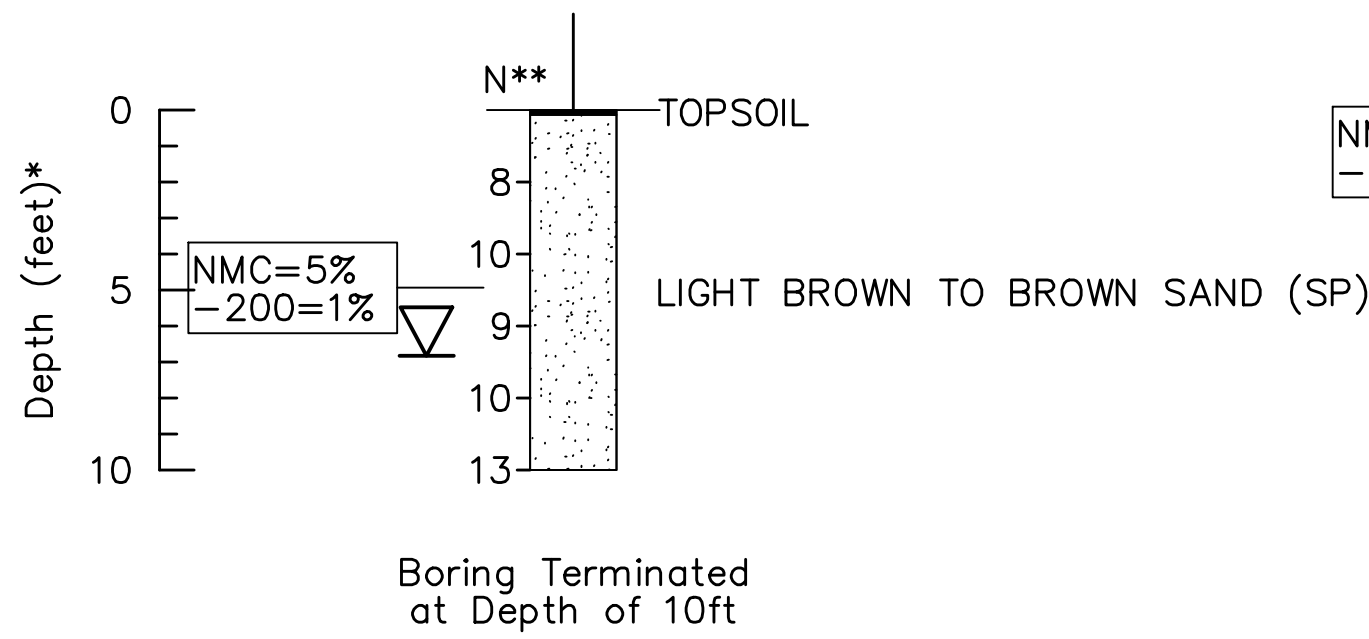 N**
0
TOPSOIL
8
10
NMC=5%
-200=1%
5
LIGHT BROWN TO BROWN SAND (SP)
9
10
10
13
Depth (feet)*
Boring Terminated
at Depth of 10ft